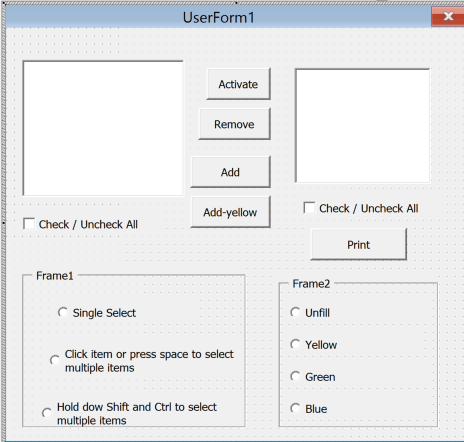 UserForm1
Activate
Remove
Add
Add-yellow
Check / Uncheck All
Check / Uncheck All
Print
Frame1
Single Select
Click item or press space to select
multiple items
Hold dow Shift and Ctrl to select
multiple items
Frame2
Unfill
Yellow
Green
Blue